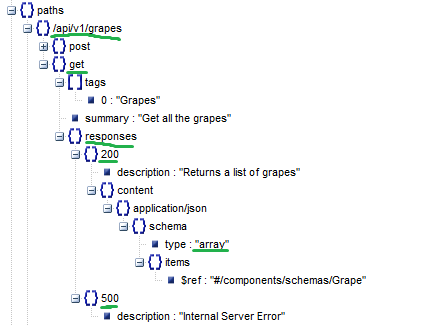 paths
/api/v1/grapes
post
get
tags
0 : "Grapes"
summary : "Get all the grapes"
responses
200
description : "Returns a list of grapes"
content
application/json
schema
type : "array"
items
$ref : "#/components/schemas/Grape"
500
description : "Internal Server Error"